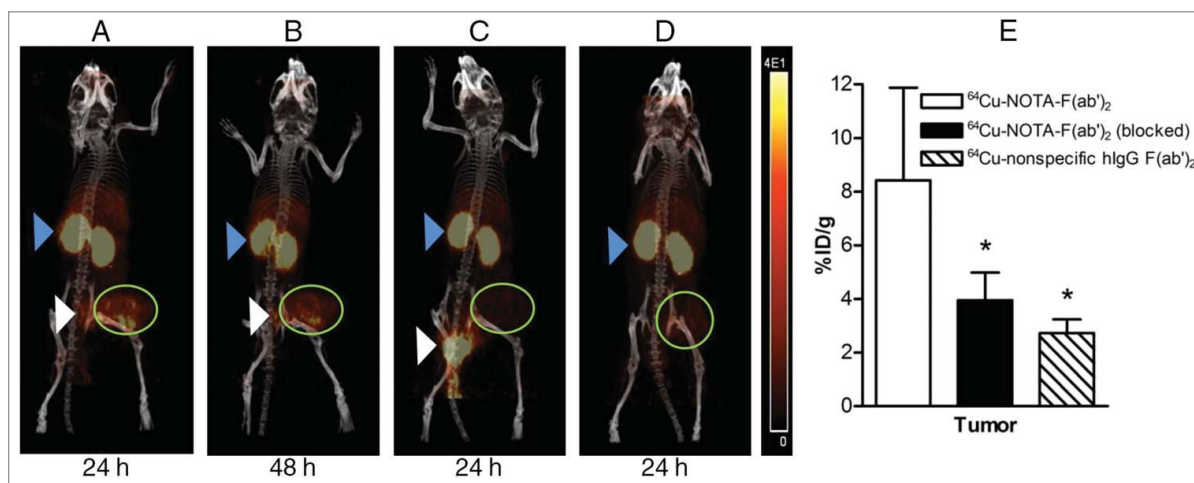 A B C D E
4E1
0
24 h 48 h 24 h 24 h
12
10
8
6
4
2
0
%ID/g
⁶⁴Cu-NOTA-F(ab')₂
⁶⁴Cu-NOTA-F(ab')₂ (blocked)
⁶⁴Cu-nonspecific hIgG F(ab')₂
*
*
Tumor